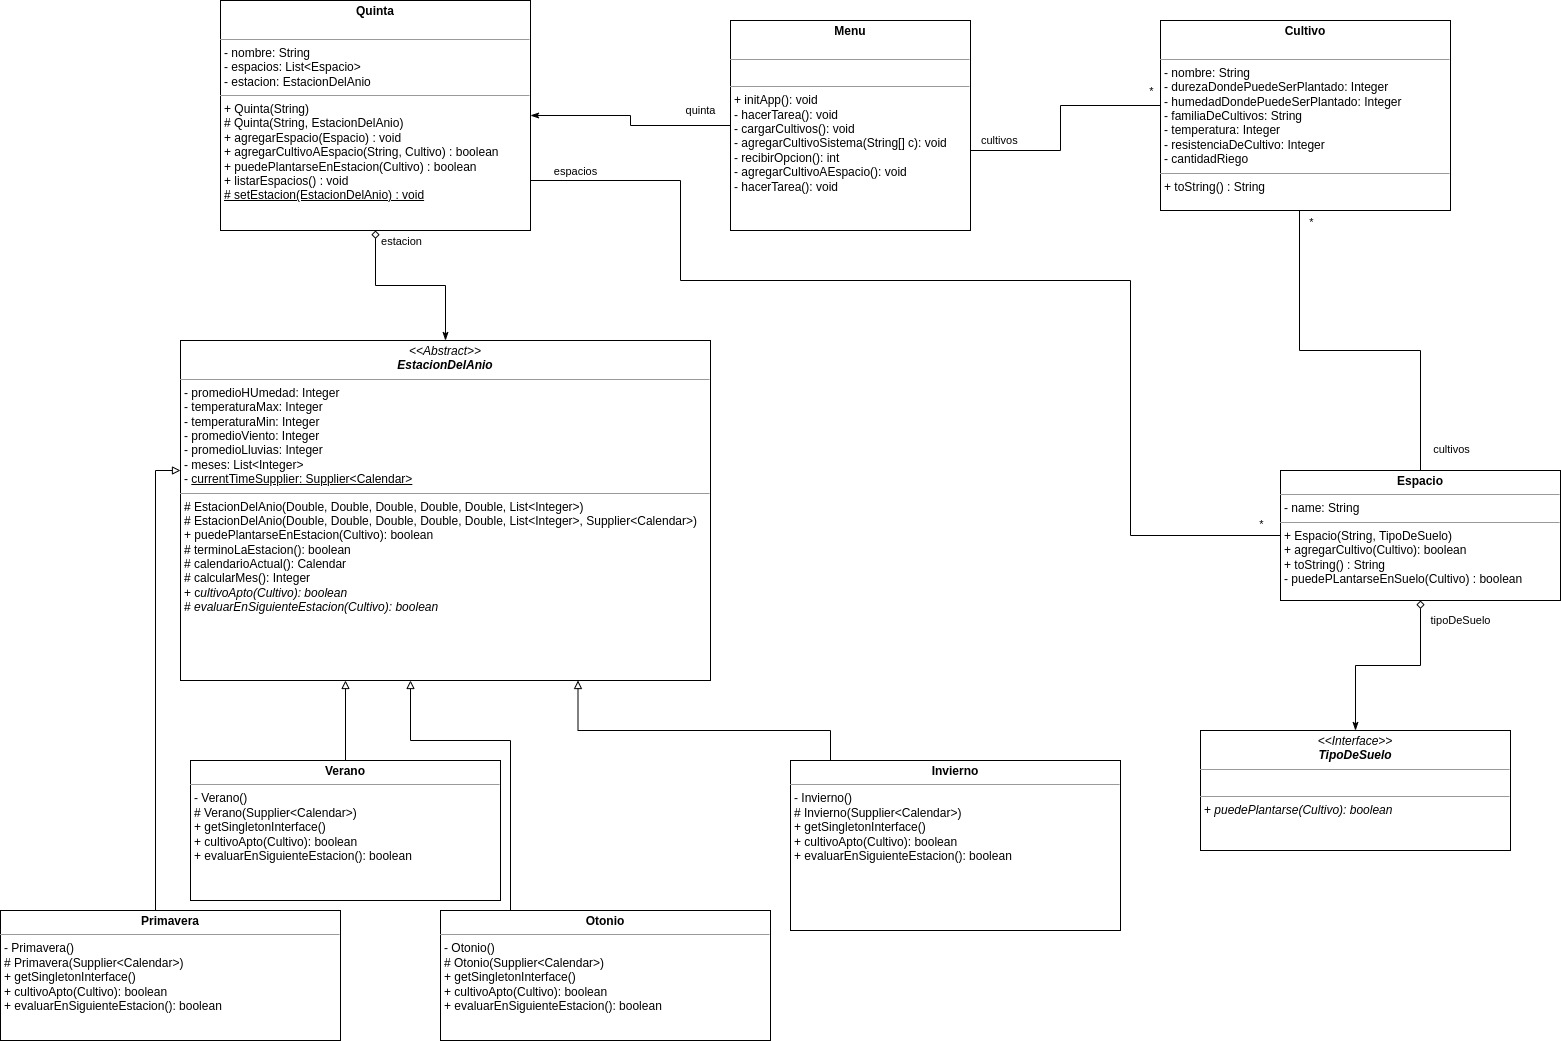 Quinta
- nombre: String
- espacios: List<Espacio>
- estacion: EstacionDelAnio
+ Quinta(String)
# Quinta(String, EstacionDelAnio)
+ agregarEspacio(Espacio) : void
+ agregarCultivoAEspacio(String, Cultivo) : boolean
+ puedePlantarseEnEstacion(Cultivo) : boolean
+ listarEspacios() : void
# setEstacion(EstacionDelAnio) : void
Menu
+ initApp(): void
- hacerTarea(): void
- cargarCultivos(): void
- agregarCultivoSistema(String[] c): void
- recibirOpcion(): int
- agregarCultivoAEspacio(): void
- hacerTarea(): void
Cultivo
- nombre: String
- durezaDondePuedeSerPlantado: Integer
- humedadDondePuedeSerPlantado: Integer
- familiaDeCultivos: String
- temperatura: Integer
- resistenciaDeCultivo: Integer
- cantidadRiego
+ toString() : String
quinta
*
cultivos
espacios
*
estacion
<<Abstract>>
EstacionDelAnio
- promedioHUmedad: Integer
- temperaturaMax: Integer
- temperaturaMin: Integer
- promedioViento: Integer
- promedioLluvias: Integer
- meses: List<Integer>
- currentTimeSupplier: Supplier<Calendar>
# EstacionDelAnio(Double, Double, Double, Double, Double, List<Integer>)
# EstacionDelAnio(Double, Double, Double, Double, Double, List<Integer>, Supplier<Calendar>)
+ puedePlantarseEnEstacion(Cultivo): boolean
# terminoLaEstacion(): boolean
# calendarioActual(): Calendar
# calcularMes(): Integer
+ cultivoApto(Cultivo): boolean
# evaluarEnSiguienteEstacion(Cultivo): boolean
cultivos
*
Espacio
- name: String
+ Espacio(String, TipoDeSuelo)
+ agregarCultivo(Cultivo): boolean
+ toString() : String
- puedePLantarseEnSuelo(Cultivo) : boolean
tipoDeSuelo
<<Interface>>
TipoDeSuelo
+ puedePlantarse(Cultivo): boolean
Verano
- Verano()
# Verano(Supplier<Calendar>)
+ getSingletonInterface()
+ cultivoApto(Cultivo): boolean
+ evaluarEnSiguienteEstacion(): boolean
Invierno
- Invierno()
# Invierno(Supplier<Calendar>)
+ getSingletonInterface()
+ cultivoApto(Cultivo): boolean
+ evaluarEnSiguienteEstacion(): boolean
Primavera
- Primavera()
# Primavera(Supplier<Calendar>)
+ getSingletonInterface()
+ cultivoApto(Cultivo): boolean
+ evaluarEnSiguienteEstacion(): boolean
Otonio
- Otonio()
# Otonio(Supplier<Calendar>)
+ getSingletonInterface()
+ cultivoApto(Cultivo): boolean
+ evaluarEnSiguienteEstacion(): boolean